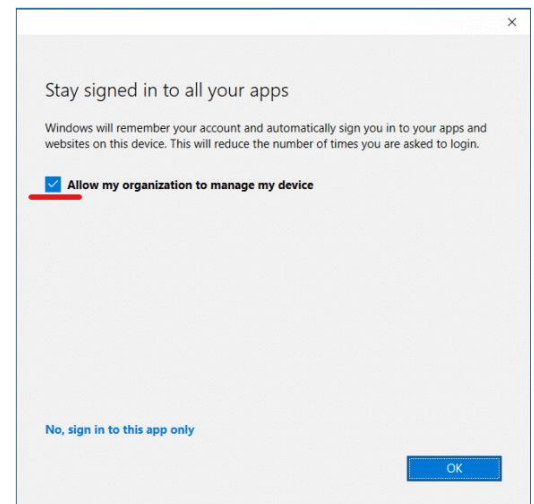 Stay signed in to all your apps
Windows will remember your account and automatically sign you in to your apps and
websites on this device. This will reduce the number of times you are asked to login.
Allow my organization to manage my device
No, sign in to this app only
OK